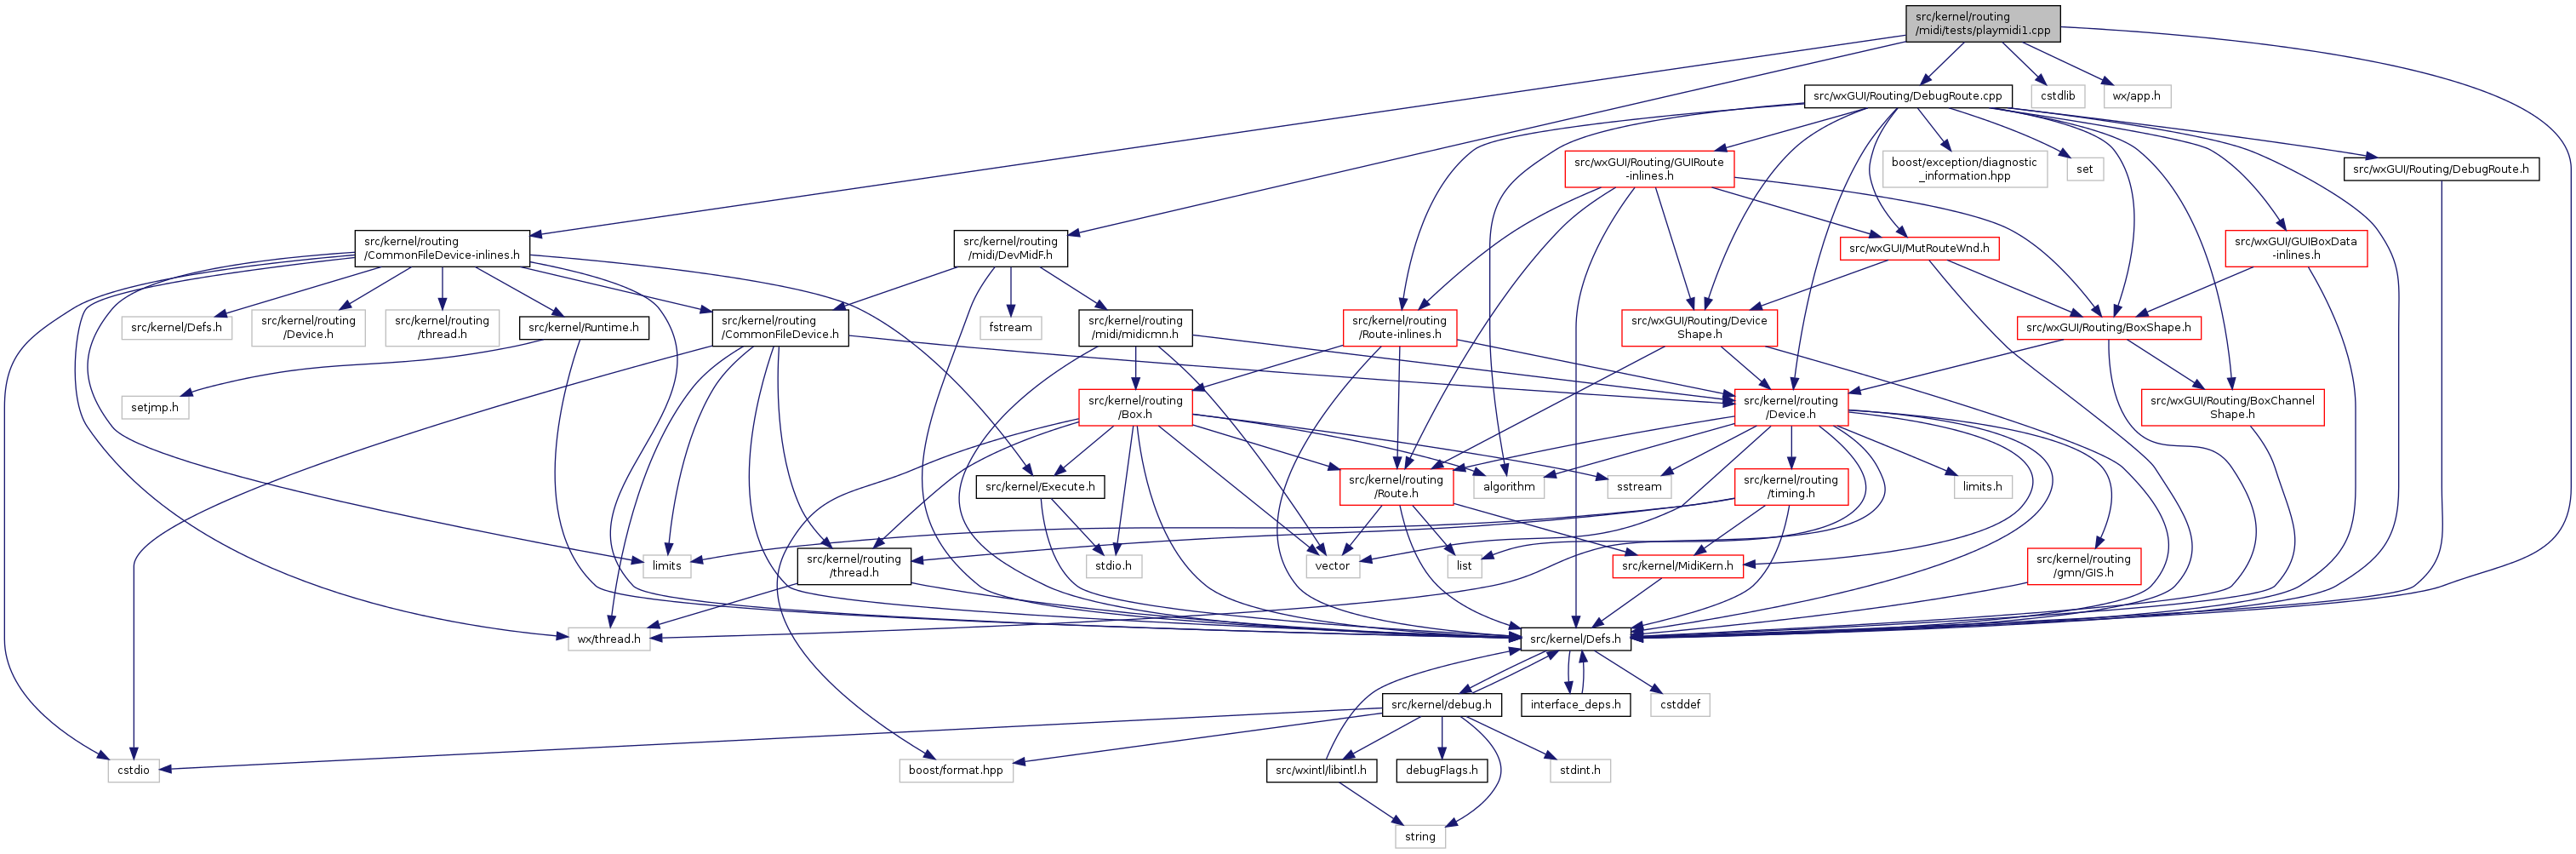 src/kernel/routing
/midi/tests/playmidi1.cpp
src/wxGUI/Routing/DebugRoute.cpp
cstdlib
wx/app.h
src/wxGUI/Routing/GUIRoute
-inlines.h
boost/exception/diagnostic
_information.hpp
set
src/wxGUI/Routing/DebugRoute.h
src/kernel/routing
/CommonFileDevice-inlines.h
src/kernel/routing
/midi/DevMidF.h
src/wxGUI/MutRouteWnd.h
src/wxGUI/GUIBoxData
-inlines.h
src/kernel/Defs.h
src/kernel/routing
/Device.h
src/kernel/routing
/thread.h
src/kernel/Runtime.h
src/kernel/routing
/CommonFileDevice.h
fstream
src/kernel/routing
/midi/midicmn.h
src/kernel/routing
/Route-inlines.h
src/wxGUI/Routing/Device
Shape.h
src/wxGUI/Routing/BoxShape.h
setjmp.h
src/kernel/routing
/Box.h
src/kernel/routing
/Device.h
src/wxGUI/Routing/BoxChannel
Shape.h
src/kernel/Execute.h
src/kernel/routing
/Route.h
algorithm
sstream
src/kernel/routing
/timing.h
limits.h
limits
src/kernel/routing
/thread.h
stdio.h
vector
list
src/kernel/MidiKern.h
src/kernel/routing
/gmn/GIS.h
wx/thread.h
src/kernel/Defs.h
src/kernel/debug.h
interface_deps.h
cstddef
cstdio
boost/format.hpp
src/wxintl/libintl.h
debugFlags.h
stdint.h
string